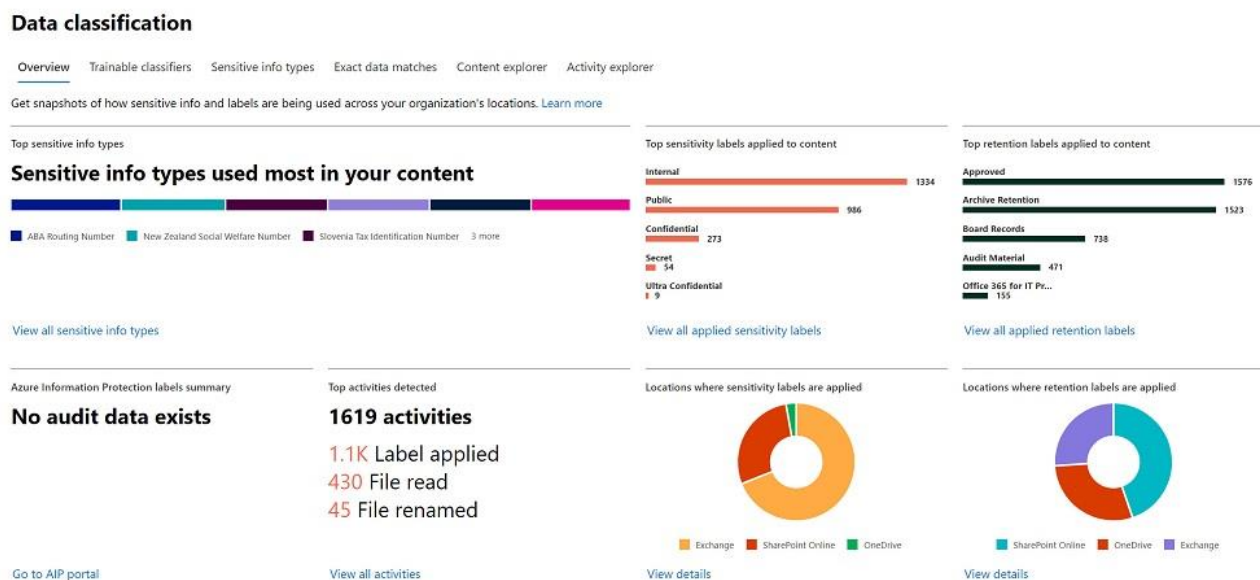 Data classification
Overview Trainable classifiers Sensitive info types Exact data matches Content explorer Activity explorer
Get snapshots of how sensitive info and labels are being used across your organization's locations. Learn more
Top sensitive info types
Sensitive info types used most in your content
ABA Routing Number New Zealand Social Welfare Number Slovenia Tax Identification Number 3 more
View all sensitive info types
Top sensitivity labels applied to content
Internal
1334
Public
986
Confidential
273
Secret
54
Ultra Confidential
9
View all applied sensitivity labels
Top retention labels applied to content
Approved
1576
Archive Retention
1523
Board Records
738
Audit Material
471
Office 365 for IT Pr...
155
View all applied retention labels
Azure Information Protection labels summary
No audit data exists
Go to AIP portal
Top activities detected
1619 activities
1.1K Label applied
430 File read
45 File renamed
View all activities
Locations where sensitivity labels are applied
Exchange SharePoint Online OneDrive
View details
Locations where retention labels are applied
SharePoint Online OneDrive Exchange
View details